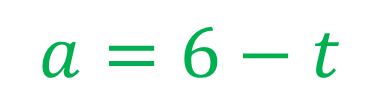 a = 6 − t